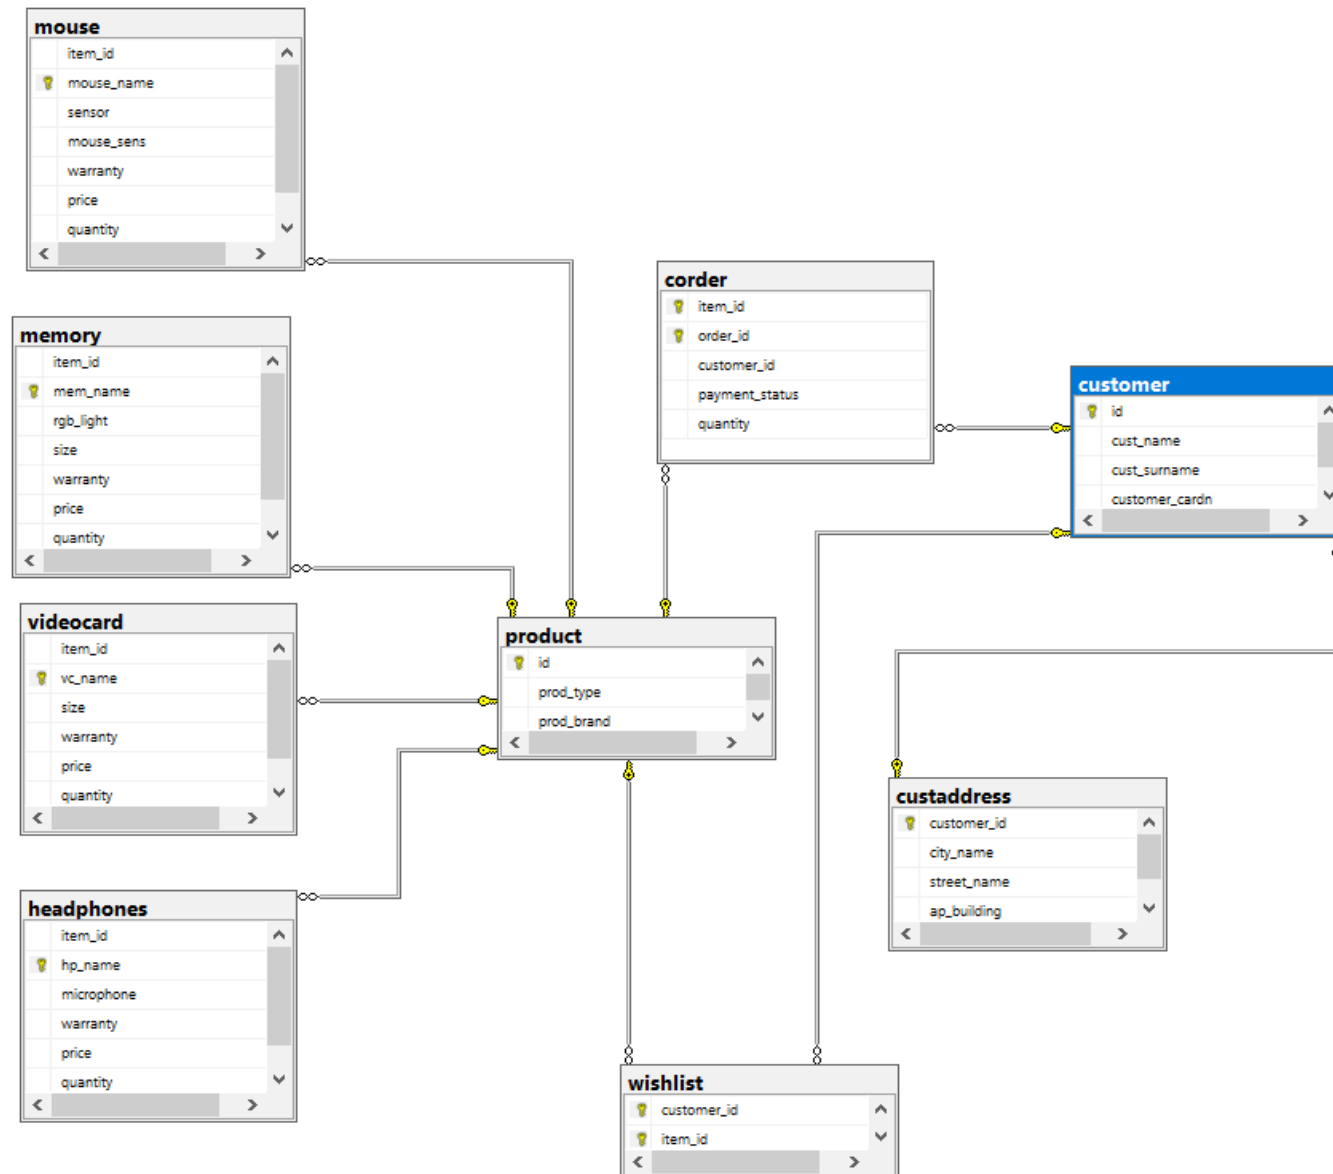 mouse
item_id
mouse_name
sensor
mouse_sens
warranty
price
quantity
memory
item_id
mem_name
rgb_light
size
warranty
price
quantity
videocard
item_id
vc_name
size
warranty
price
quantity
headphones
item_id
hp_name
microphone
warranty
price
quantity
corder
item_id
order_id
customer_id
payment_status
quantity
customer
id
cust_name
cust_surname
customer_cardn
product
id
prod_type
prod_brand
custaddress
customer_id
city_name
street_name
ap_building
wishlist
customer_id
item_id